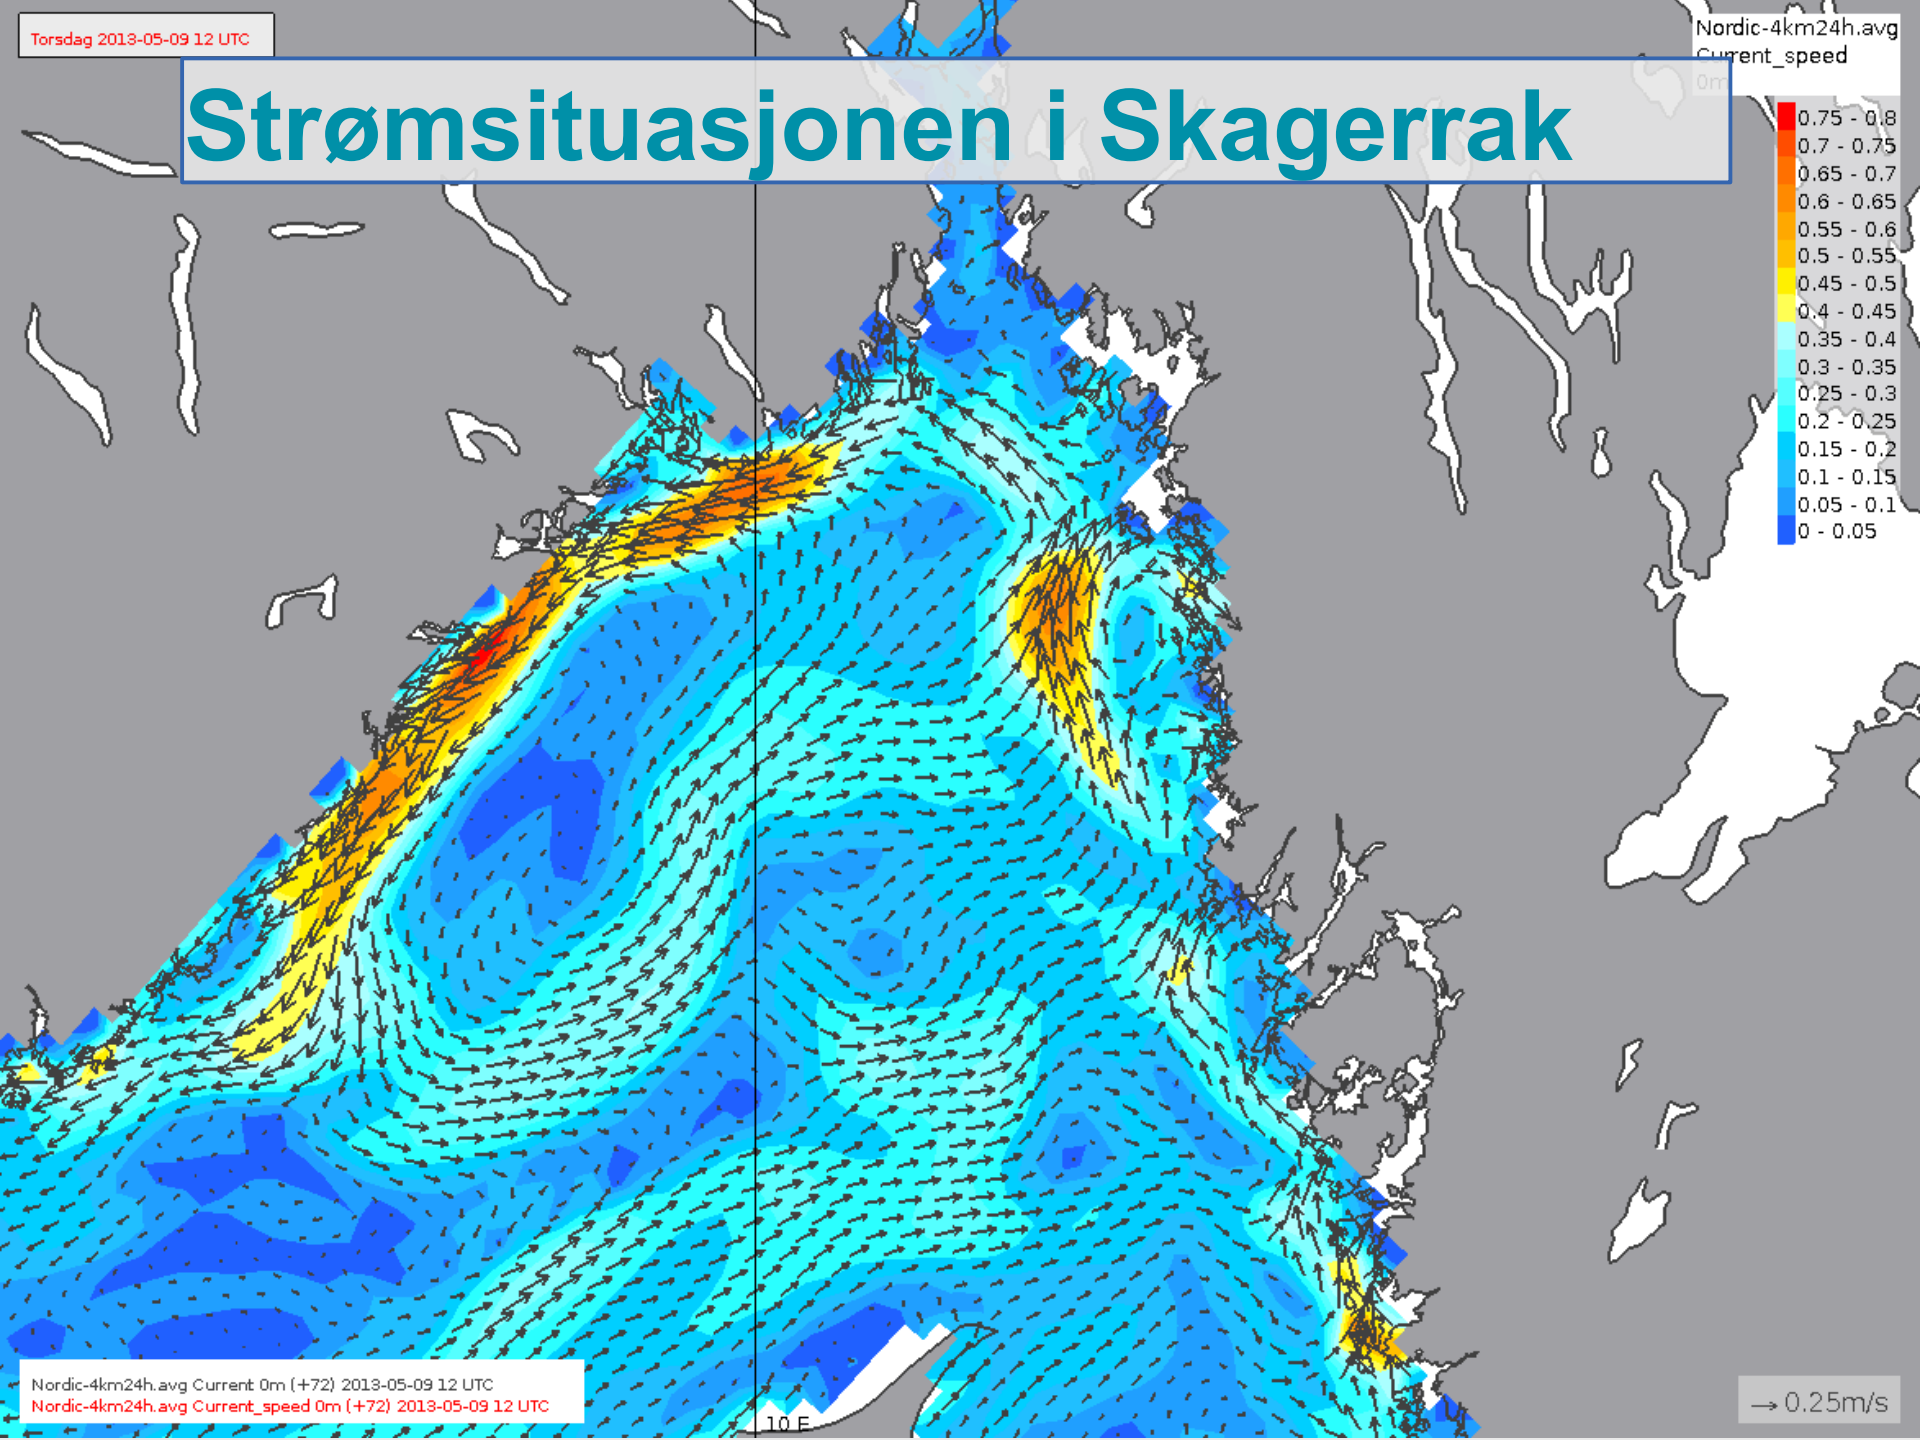 Torsdag 2013-05-09 12 UTC
Nordic-4km24h.avg
Current_speed
0m
Strømsituasjonen i Skagerrak
0.75 - 0.8
0.7 - 0.75
0.65 - 0.7
0.6 - 0.65
0.55 - 0.6
0.5 - 0.55
0.45 - 0.5
0.4 - 0.45
0.35 - 0.4
0.3 - 0.35
0.25 - 0.3
0.2 - 0.25
0.15 - 0.2
0.1 - 0.15
0.05 - 0.1
0 - 0.05
Nordic-4km24h.avg Current 0m (+72) 2013-05-09 12 UTC
Nordic-4km24h.avg Current_speed 0m (+72) 2013-05-09 12 UTC
10 E
0.25m/s